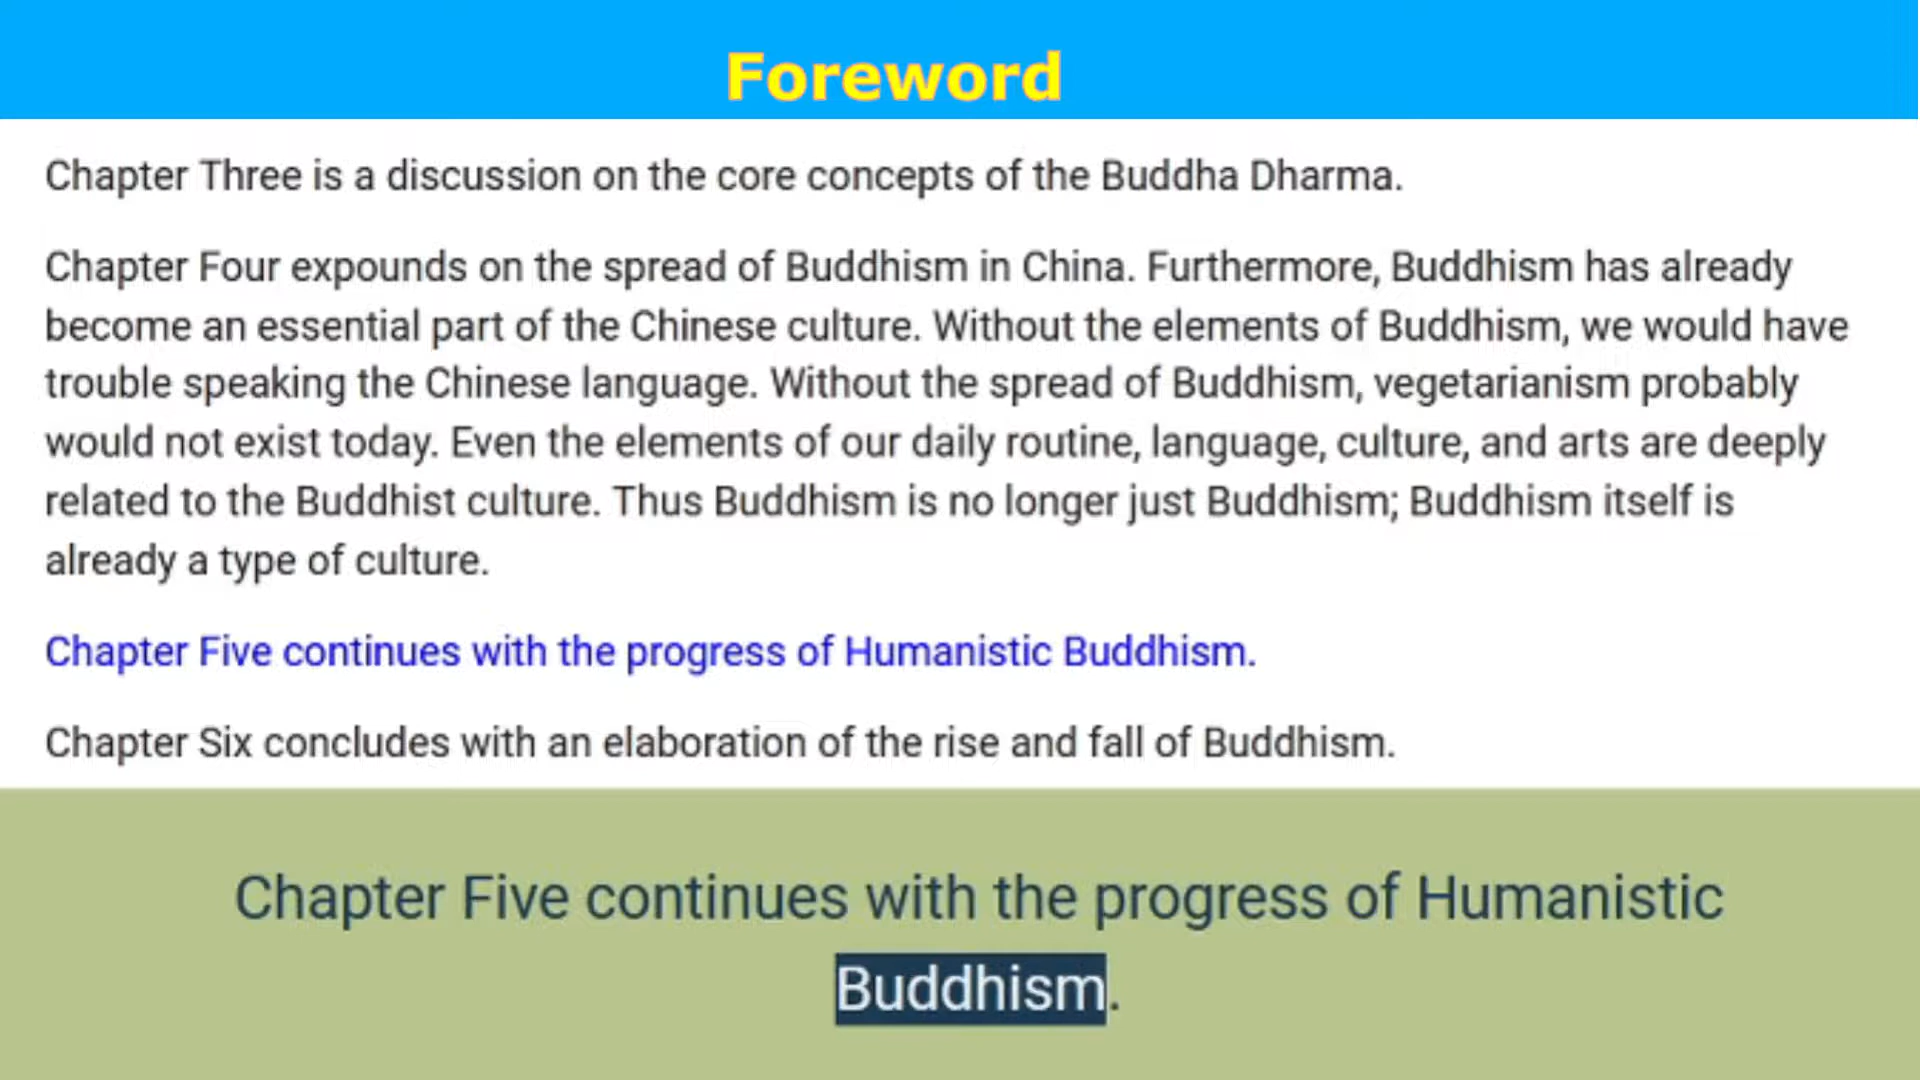 Foreword
Chapter Three is a discussion on the core concepts of the Buddha Dharma.
Chapter Four expounds on the spread of Buddhism in China. Furthermore, Buddhism has already
become an essential part of the Chinese culture. Without the elements of Buddhism, we would have
trouble speaking the Chinese language. Without the spread of Buddhism, vegetarianism probably
would not exist today. Even the elements of our daily routine, language, culture, and arts are deeply
related to the Buddhist culture. Thus Buddhism is no longer just Buddhism; Buddhism itself is
already a type of culture.
Chapter Five continues with the progress of Humanistic Buddhism.
Chapter Six concludes with an elaboration of the rise and fall of Buddhism.
Chapter Five continues with the progress of Humanistic
Buddhism.